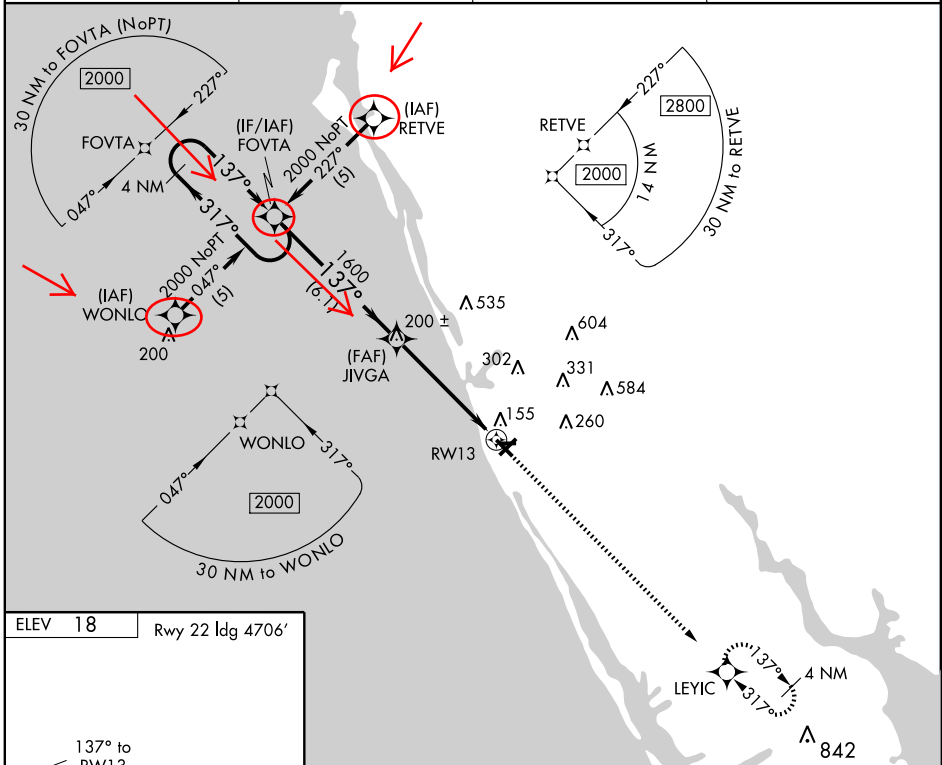 30 NM to FOVTA (NoPT)
2000
227°
FOVTA
047°
4 NM
137°
317°
(IF/IAF)
FOVTA
2000 NoPT
227°
(5)
(IAF)
RETVE
2000 NoPT
047°
(5)
(IAF)
WONLO
200
1600
137°
(6.1)
200 ±
(FAF)
JIVGA
RETVE
227°
2800
2000
14 NM
30 NM to RETVE
317°
535
604
302
331
584
155
260
RW13
WONLO
047°
317°
2000
30 NM to WONLO
137°
4 NM
317°
LEYIC
842
ELEV 18
Rwy 22 ldg 4706'
137° to
RW13